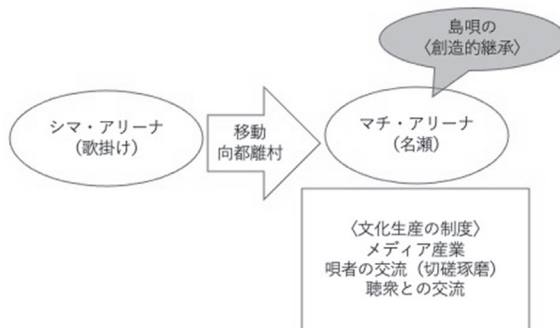 島唄の
〈創造的継承〉
シマ・アリーナ
(歌掛け)
移動
向都離村
マチ・アリーナ
(名瀬)
〈文化生産の制度〉
メディア産業
唄者の交流（切磋琢磨）
聴衆との交流